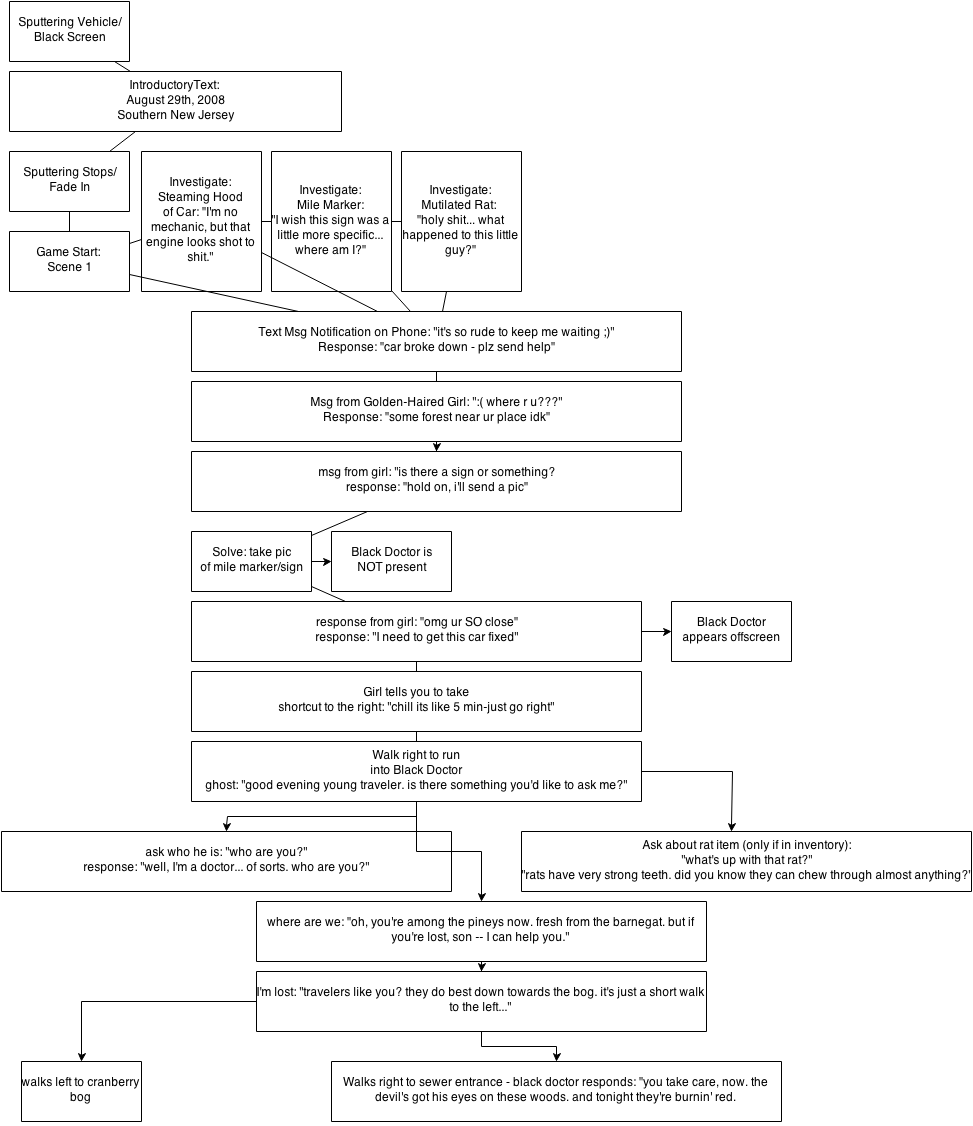 Sputtering Vehicle/
Black Screen
IntroductoryText:
August 29th, 2008
Southern New Jersey
Sputtering Stops/
Fade In
Investigate:
Steaming Hood
of Car: "I'm no
mechanic, but that
engine looks shot to
shit."
Investigate:
Mile Marker:
"I wish this sign was a
little more specific...
where am I?"
Investigate:
Mutilated Rat:
"holy shit... what
happened to this little
guy?"
Game Start:
Scene 1
Text Msg Notification on Phone: "it's so rude to keep me waiting ;)"
Response: "car broke down - plz send help"
Msg from Golden-Haired Girl: ":( where r u???"
Response: "some forest near ur place idk"
msg from girl: "is there a sign or something?
response: "hold on, i'll send a pic"
Solve: take pic
of mile marker/sign
Black Doctor is
NOT present
response from girl: "omg ur SO close"
response: "I need to get this car fixed"
Black Doctor
appears offscreen
Girl tells you to take
shortcut to the right: "chill its like 5 min-just go right"
Walk right to run
into Black Doctor
ghost: "good evening young traveler. is there something you'd like to ask me?"
ask who he is: "who are you?"
response: "well, I'm a doctor... of sorts. who are you?"
Ask about rat item (only if in inventory):
"what's up with that rat?"
"rats have very strong teeth. did you know they can chew through almost anything?"
where are we: "oh, you're among the pineys now. fresh from the barnegat. but if
you're lost, son -- I can help you."
I'm lost: "travelers like you? they do best down towards the bog. it's just a short walk
to the left..."
walks left to cranberry
bog
Walks right to sewer entrance - black doctor responds: "you take care, now. the
devil's got his eyes on these woods. and tonight they're burnin' red.